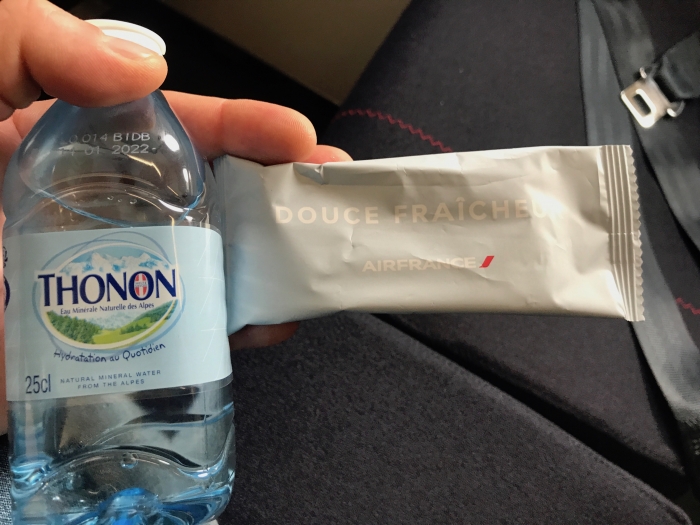 014 BTDB
01 2022-
THONON
Eau Minérale Naturelle des Alpes
Hydratation au Quotidien
25cl
NATURAL MINERAL WATER
FROM THE ALPES
DOUCE FRAÎCHEUR
AIRFRANCE